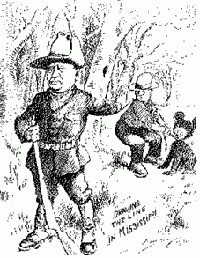 DRAWING
THE LINE
IN MISSISSIPPI